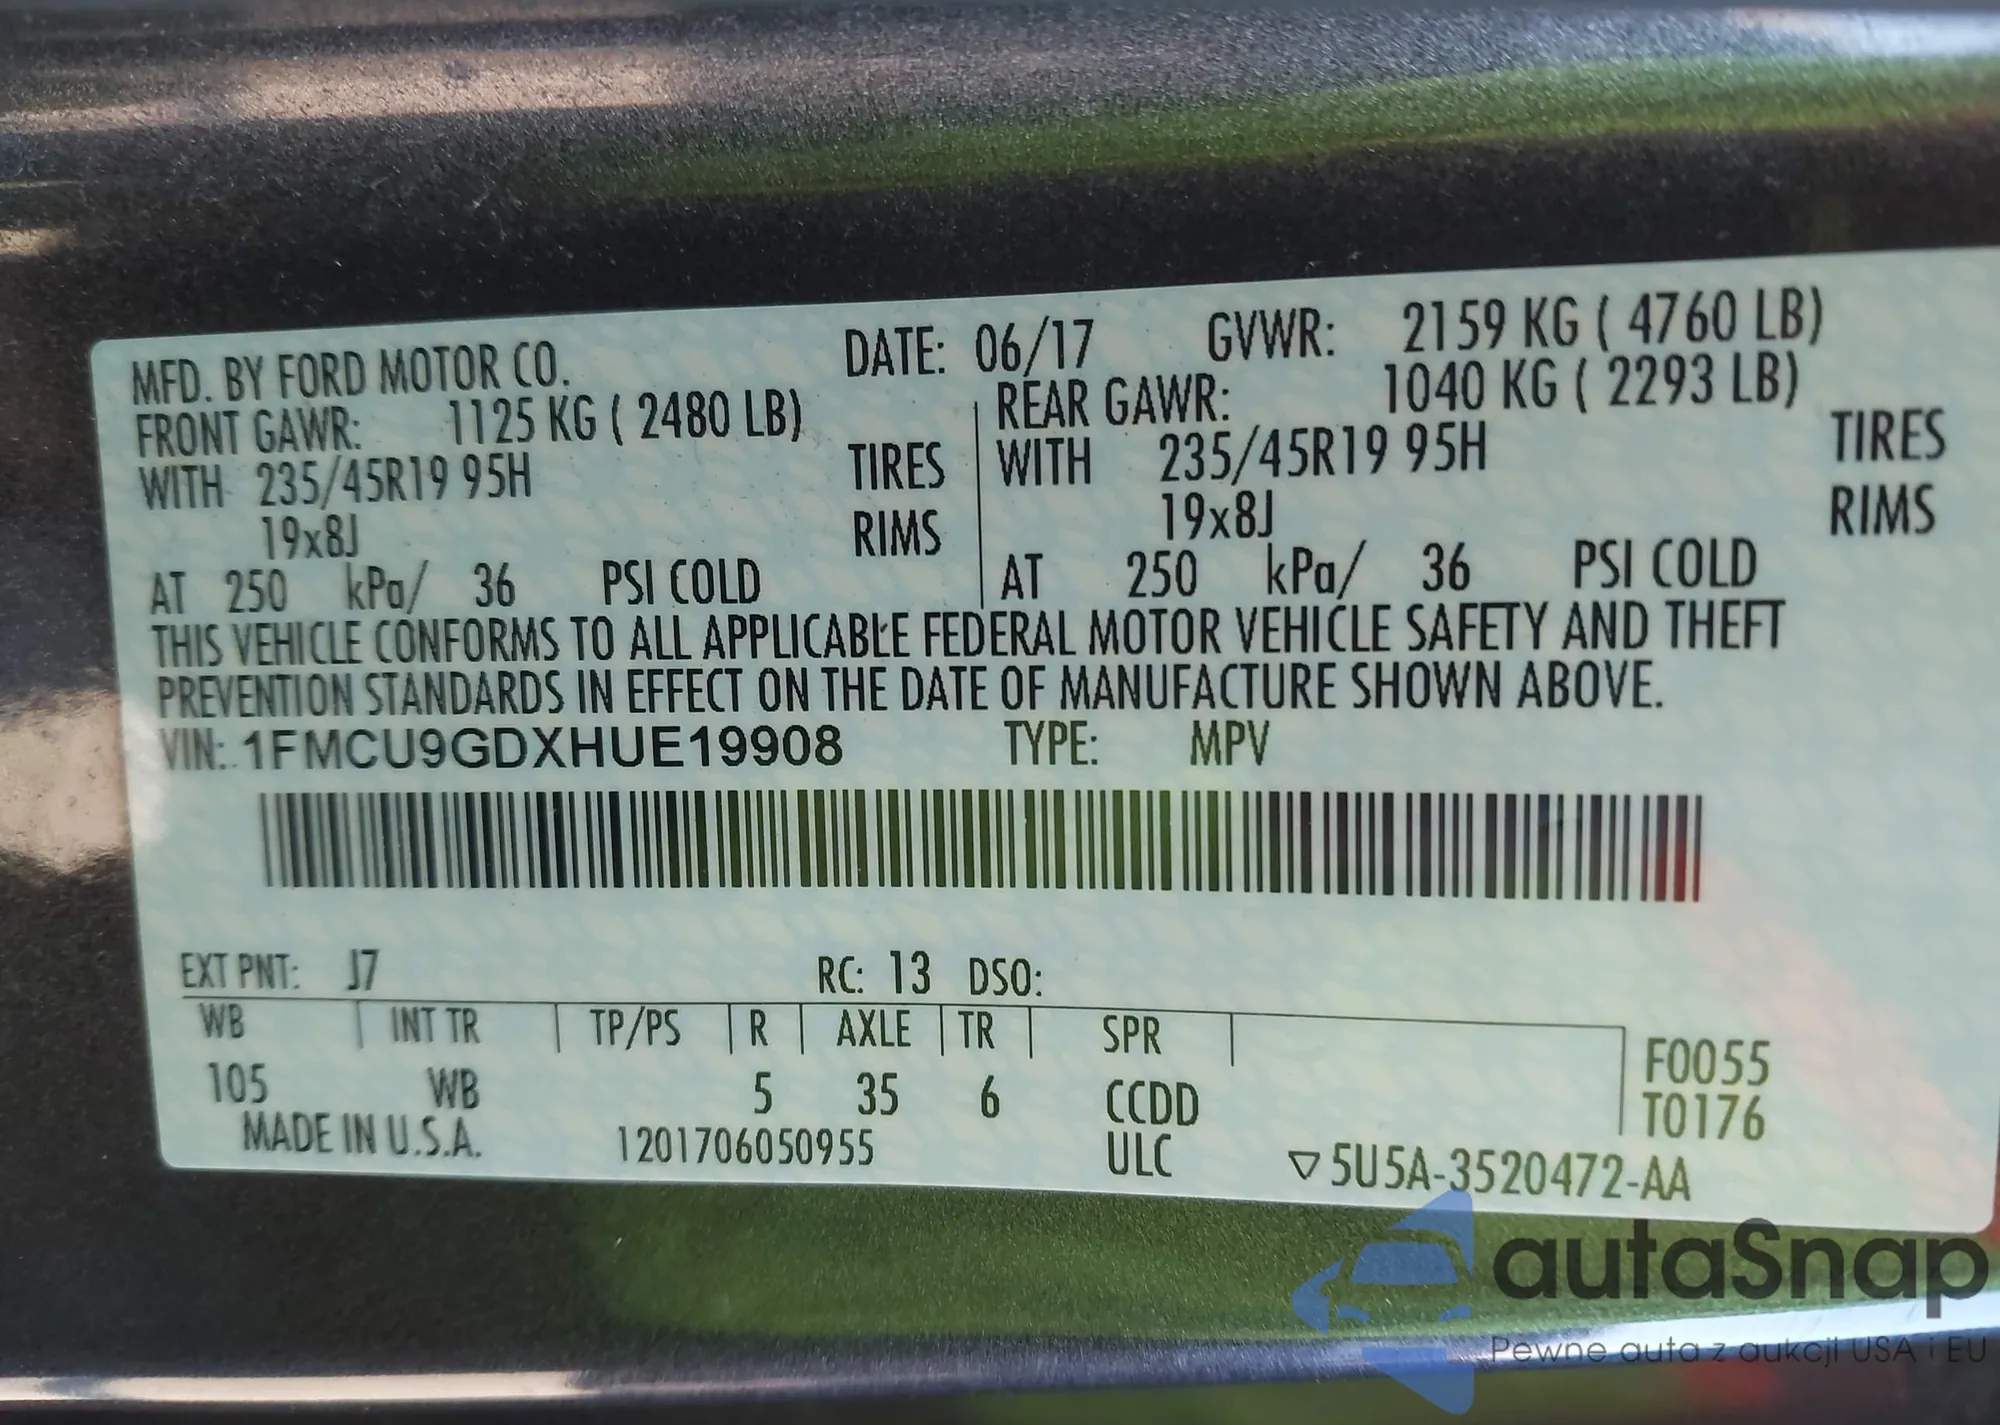 MFD. BY FORD MOTOR CO. DATE: 06/17 GVWR: 2159 KG ( 4760 LB)
FRONT GAWR: 1125 KG ( 2480 LB) REAR GAWR: 1040 KG ( 2293 LB)
WITH 235/45R19 95H TIRES WITH 235/45R19 95H TIRES
19x8J RIMS 19x8J RIMS
AT 250 kPa/ 36 PSI COLD AT 250 kPa/ 36 PSI COLD
THIS VEHICLE CONFORMS TO ALL APPLICABLE FEDERAL MOTOR VEHICLE SAFETY AND THEFT
PREVENTION STANDARDS IN EFFECT ON THE DATE OF MANUFACTURE SHOWN ABOVE.
VIN: 1FMCU9GDXHUE19908 TYPE: MPV
EXT PNT: J7 RC: 13 DSO:
WB INT TR TP/PS R AXLE TR SPR F0055
105 WB 5 35 6 CCDD T0176
MADE IN U.S.A. 1201706050955 ULC ▽5U5A-3520472-AA
autaSnap
Pewne auta z aukcji USA i EU